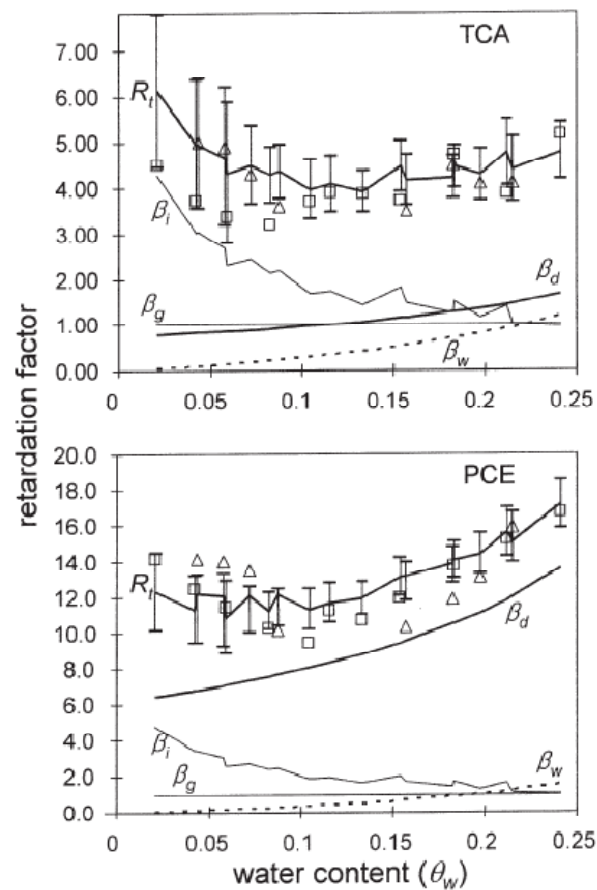 TCA
7.00
6.00
5.00
4.00
3.00
2.00
1.00
0.00
R_t
β_i
β_g
β_d
β_w
0 0.05 0.1 0.15 0.2 0.25
retardation factor
PCE
20.0
18.0
16.0
14.0
12.0
10.0
8.0
6.0
4.0
2.0
0.0
R_t
β_d
β_i
β_g
β_w
0 0.05 0.1 0.15 0.2 0.25
water content (θ_w)